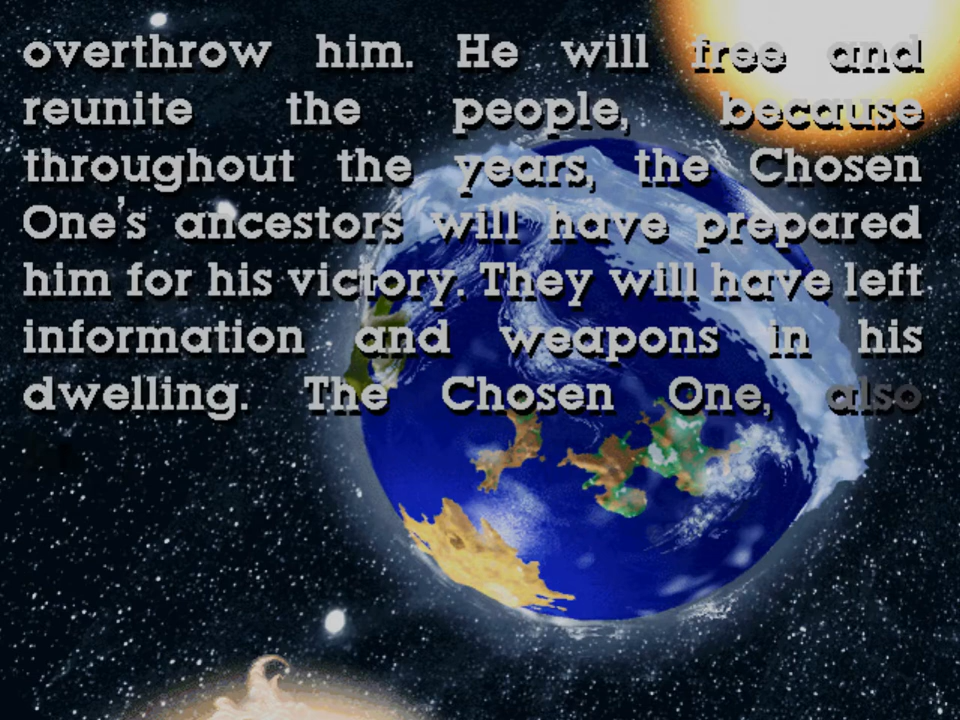 overthrow him. He will free and
reunite the people, because
throughout the years, the Chosen
One's ancestors will have prepared
him for his victory. They will have left
information and weapons in his
dwelling. The Chosen One, also